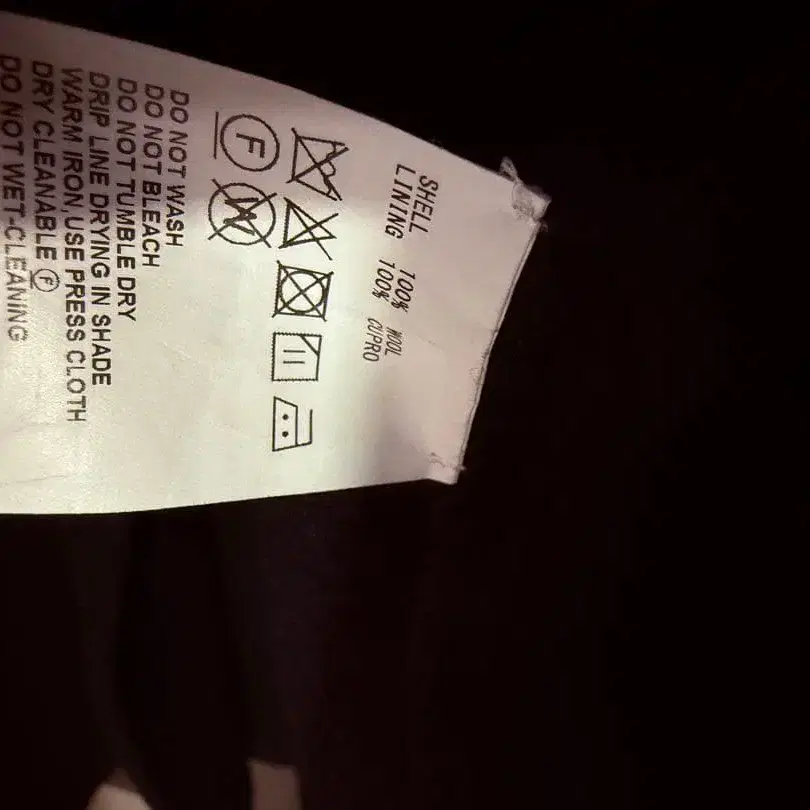 SHELL 100% WOOL
LINING 100% CUPRO
F W
DO NOT WASH
DO NOT BLEACH
DO NOT TUMBLE DRY
DRIP LINE DRYING IN SHADE
WARM IRON,USE PRESS CLOTH
DRY CLEANABLE Ⓕ
DO NOT WET-CLEANING